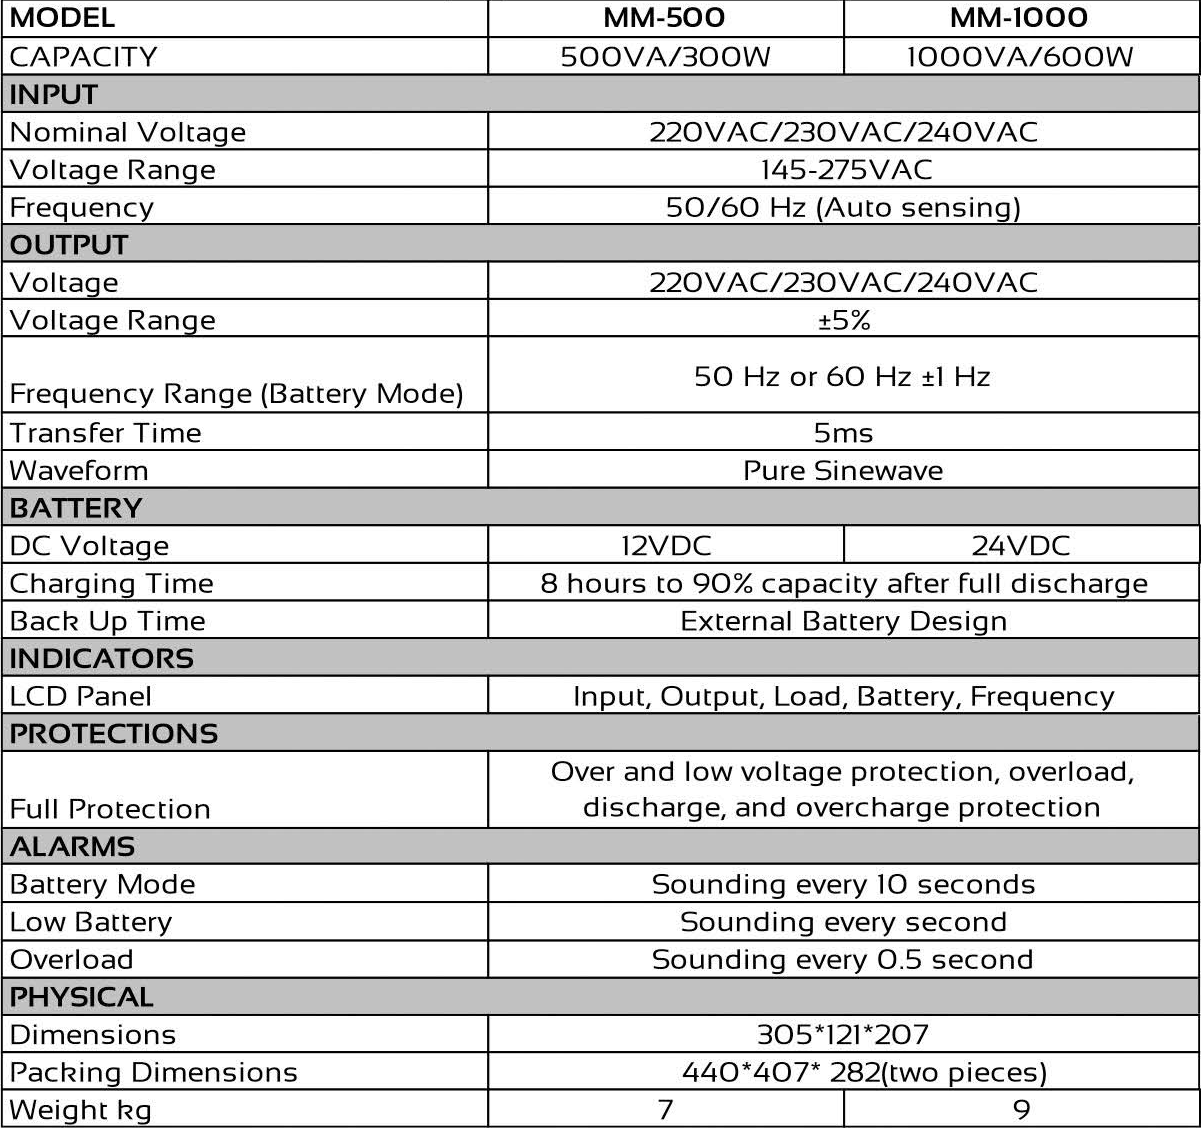 MODEL MM-500 MM-1000
CAPACITY 500VA/300W 1000VA/600W
INPUT
Nominal Voltage 220VAC/230VAC/240VAC
Voltage Range 145-275VAC
Frequency 50/60 Hz (Auto sensing)
OUTPUT
Voltage 220VAC/230VAC/240VAC
Voltage Range ±5%
Frequency Range (Battery Mode) 50 Hz or 60 Hz ±1 Hz
Transfer Time 5ms
Waveform Pure Sinewave
BATTERY
DC Voltage 12VDC 24VDC
Charging Time 8 hours to 90% capacity after full discharge
Back Up Time External Battery Design
INDICATORS
LCD Panel Input, Output, Load, Battery, Frequency
PROTECTIONS
Over and low voltage protection, overload,
Full Protection discharge, and overcharge protection
ALARMS
Battery Mode Sounding every 10 seconds
Low Battery Sounding every second
Overload Sounding every 0.5 second
PHYSICAL
Dimensions 305*121*207
Packing Dimensions 440*407* 282(two pieces)
Weight kg 7 9